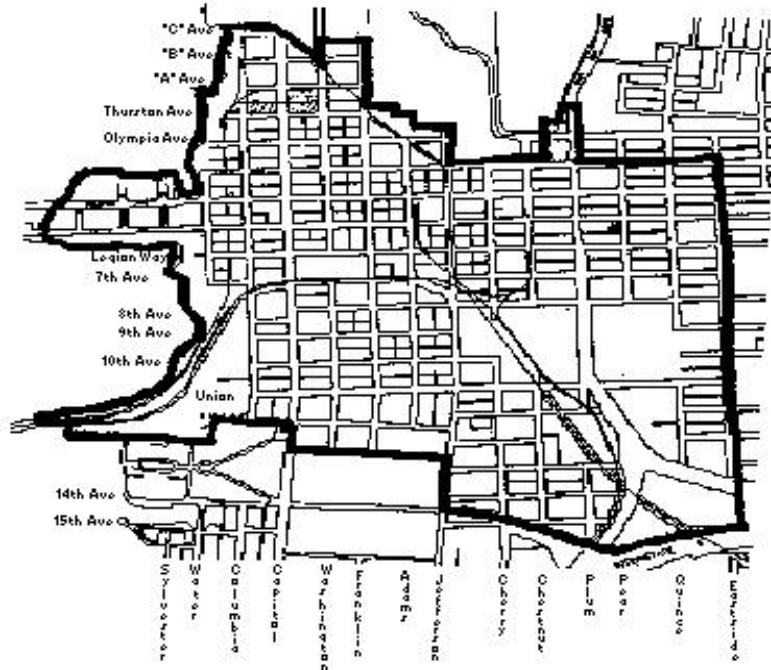 "C" Ave
"B" Ave
"A" Ave
Thurston Ave
Olympia Ave
Legion Way
7th Ave
8th Ave
9th Ave
10th Ave
Union
14th Ave
15th Ave
Sylvester
Water
Columbia
Capitol
Washington
Franklin
Adams
Jefferson
Cherry
Chestnut
Plum
Pear
Quince
Eastside